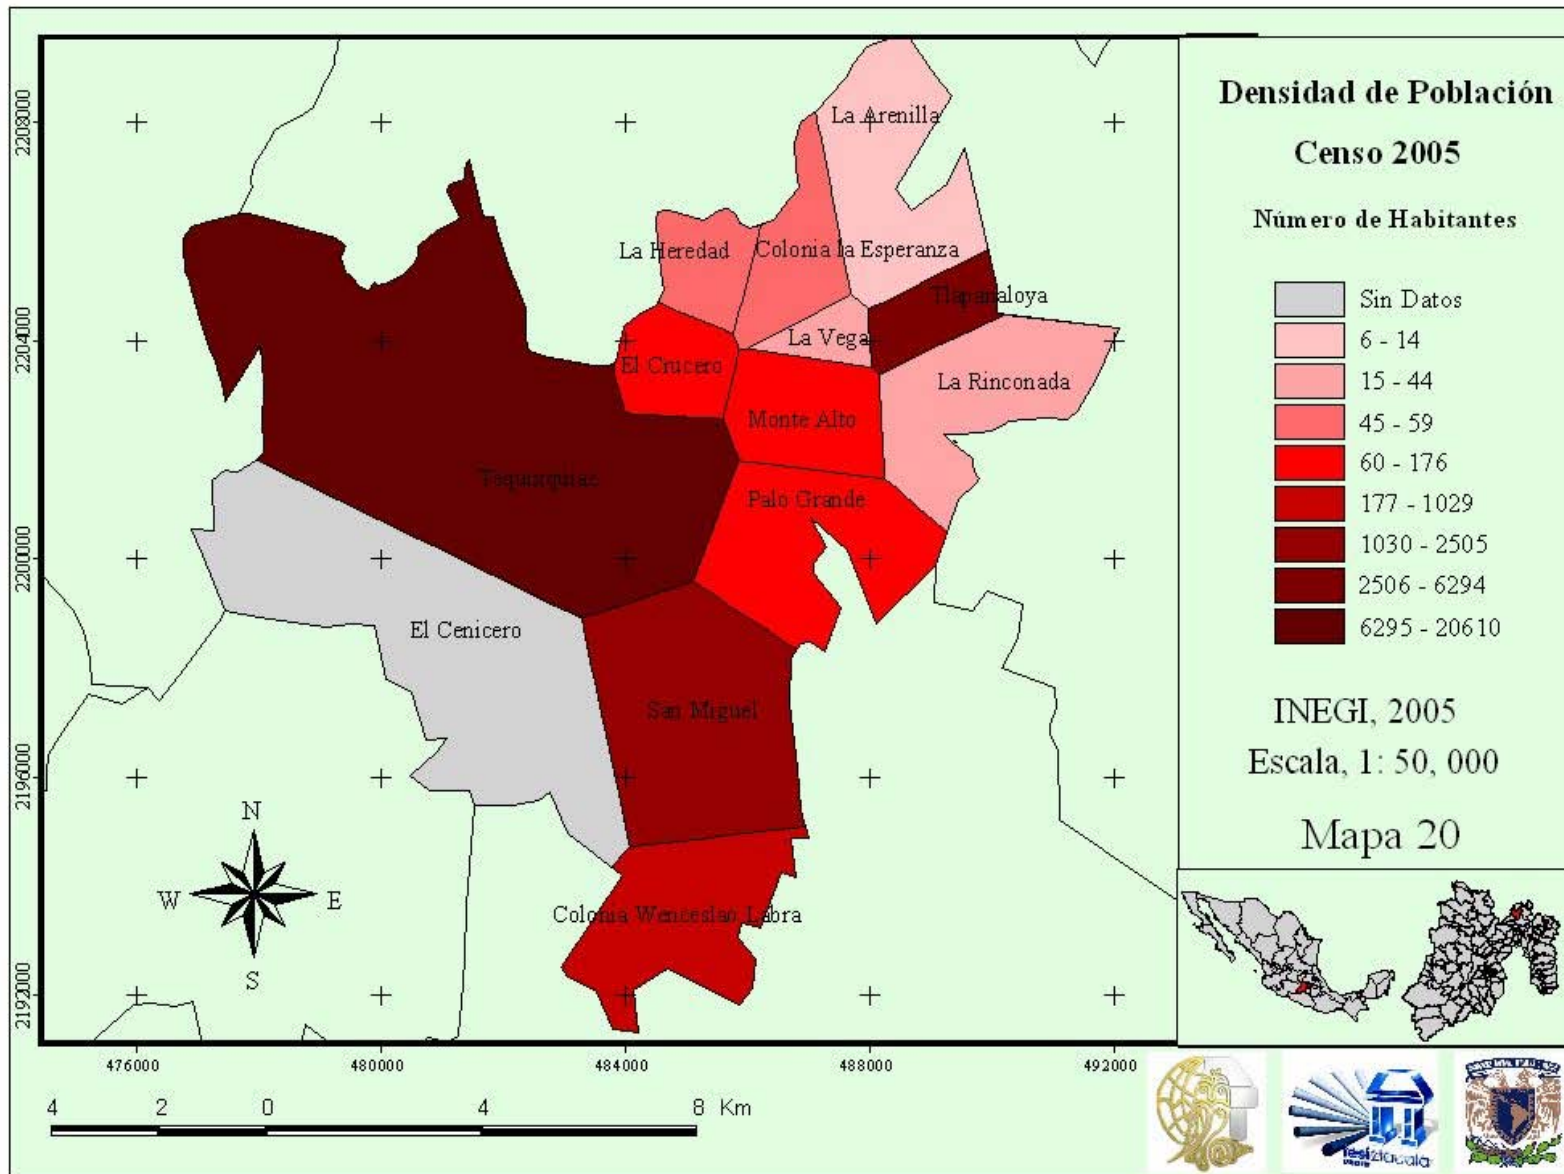 Densidad de Población
Censo 2005
Número de Habitantes
Sin Datos
6 - 14
15 - 44
45 - 59
60 - 176
177 - 1029
1030 - 2505
2506 - 6294
6295 - 20610
INEGI, 2005
Escala, 1: 50, 000
Mapa 20
La Arenilla
La Heredad
Colonia la Esperanza
Tlapanaloya
La Vega
El Crucero
La Rinconada
Monte Alto
Tequixquiac
Palo Grande
El Cenicero
San Miguel
Colonia Wenceslao Labra
N
W E
S
2208000
2204000
2200000
2196000
2192000
476000 480000 484000 488000 492000
4 2 0 4 8 Km